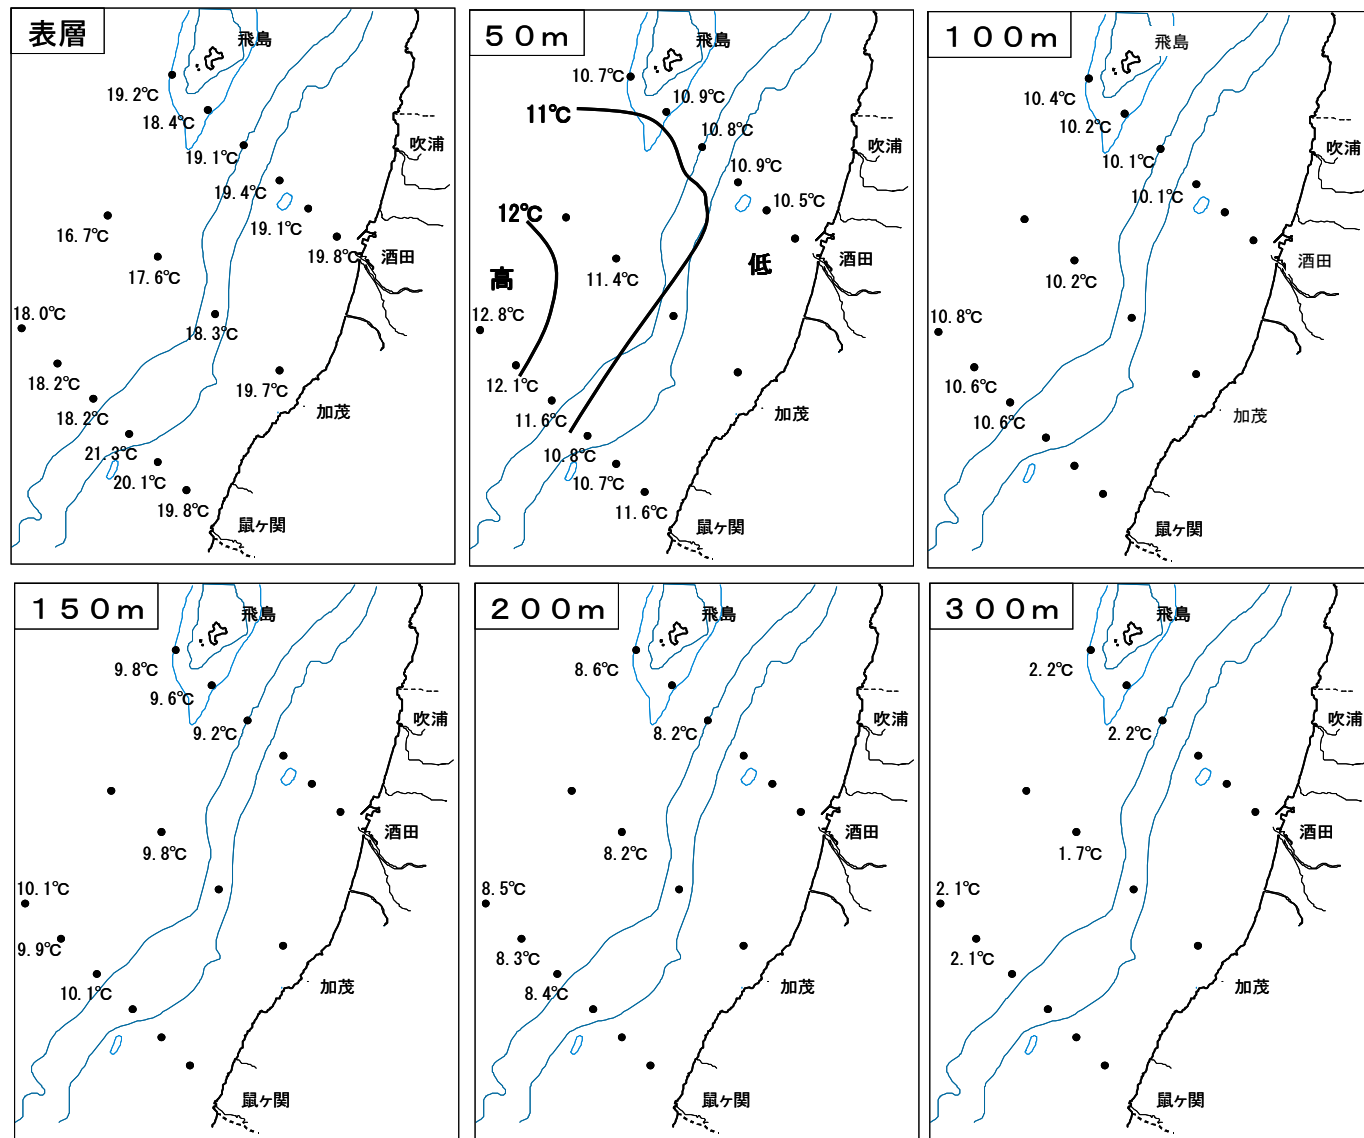 表層
飛島
19.2℃
18.4℃
19.1℃
吹浦
19.4℃
19.1℃
16.7℃
19.8℃
酒田
17.6℃
18.0℃
18.3℃
18.2℃
19.7℃
18.2℃
加茂
21.3℃
20.1℃
19.8℃
鼠ヶ関
５０ｍ
飛島
10.7℃
10.9℃
11℃
10.8℃
吹浦
10.9℃
10.5℃
12℃
低
酒田
高
11.4℃
12.8℃
12.1℃
11.6℃
加茂
10.8℃
10.7℃
11.6℃
鼠ヶ関
１００ｍ
飛島
10.4℃
10.2℃
10.1℃
吹浦
10.1℃
酒田
10.2℃
10.8℃
10.6℃
10.6℃
加茂
鼠ヶ関
１５０ｍ
飛島
9.8℃
9.6℃
9.2℃
吹浦
酒田
9.8℃
10.1℃
9.9℃
10.1℃
加茂
鼠ヶ関
２００ｍ
飛島
8.6℃
8.2℃
吹浦
酒田
8.2℃
8.5℃
8.3℃
8.4℃
加茂
鼠ヶ関
３００ｍ
飛島
2.2℃
2.2℃
吹浦
酒田
1.7℃
2.1℃
2.1℃
加茂
鼠ヶ関